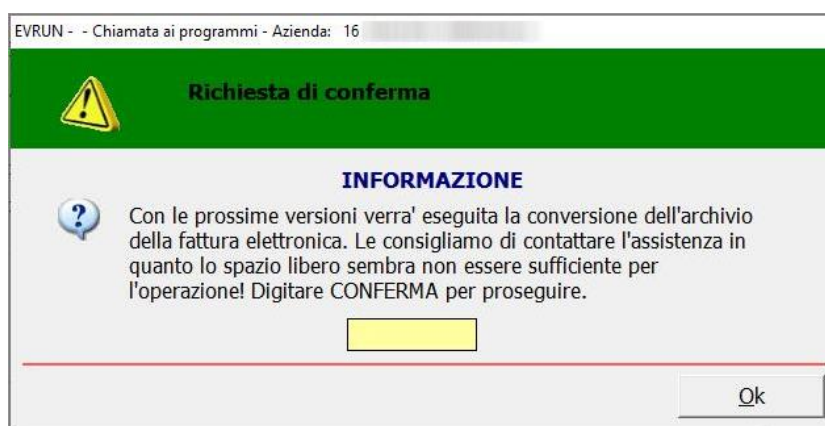 EVRUN - - Chiamata ai programmi - Azienda: 16
Richiesta di conferma
INFORMAZIONE
Con le prossime versioni verra' eseguita la conversione dell'archivio
della fattura elettronica. Le consigliamo di contattare l'assistenza in
quanto lo spazio libero sembra non essere sufficiente per
l'operazione! Digitare CONFERMA per proseguire.
Ok